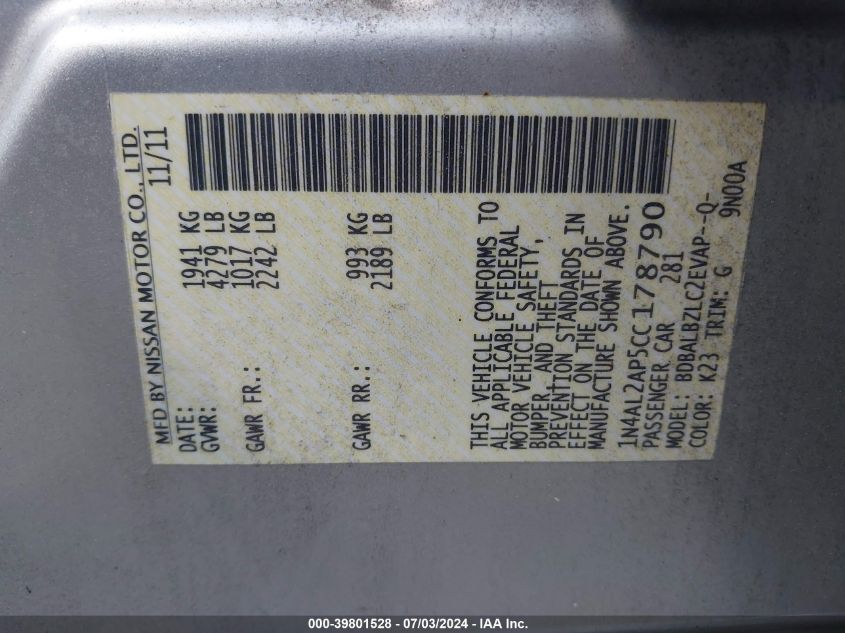 MFD BY NISSAN MOTOR CO., LTD.
DATE: 11/11
GVWR: 1941 KG
4279 LB
GAWR FR.: 1017 KG
2242 LB
GAWR RR.: 993 KG
2189 LB
THIS VEHICLE CONFORMS TO
ALL APPLICABLE FEDERAL
MOTOR VEHICLE SAFETY,
BUMPER, AND THEFT
PREVENTION STANDARDS IN
EFFECT ON THE DATE OF
MANUFACTURE SHOWN ABOVE.
1N4AL2AP5CC178790
PASSENGER CAR 281
MODEL: BDBALBZLC2EVAP---Q-
COLOR: K23 TRIM: G 9N00A
000-39801528 - 07/03/2024 - IAA Inc.